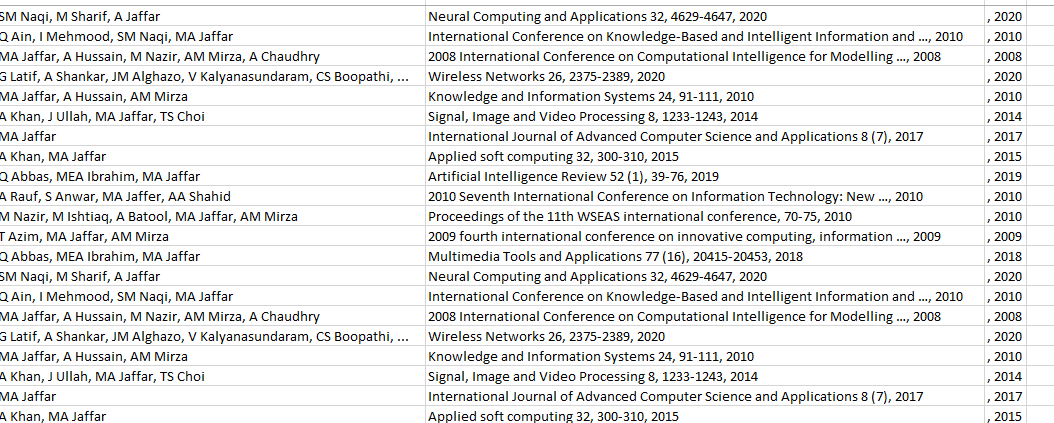 SM Naqi, M Sharif, A Jaffar Neural Computing and Applications 32, 4629-4647, 2020 , 2020
Q Ain, I Mehmood, SM Naqi, MA Jaffar International Conference on Knowledge-Based and Intelligent Information and ..., 2010 , 2010
MA Jaffar, A Hussain, M Nazir, AM Mirza, A Chaudhry 2008 International Conference on Computational Intelligence for Modelling ..., 2008 , 2008
G Latif, A Shankar, JM Alghazo, V Kalyanasundaram, CS Boopathi, ... Wireless Networks 26, 2375-2389, 2020 , 2020
MA Jaffar, A Hussain, AM Mirza Knowledge and Information Systems 24, 91-111, 2010 , 2010
A Khan, J Ullah, MA Jaffar, TS Choi Signal, Image and Video Processing 8, 1233-1243, 2014 , 2014
MA Jaffar International Journal of Advanced Computer Science and Applications 8 (7), 2017 , 2017
A Khan, MA Jaffar Applied soft computing 32, 300-310, 2015 , 2015
Q Abbas, MEA Ibrahim, MA Jaffar Artificial Intelligence Review 52 (1), 39-76, 2019 , 2019
A Rauf, S Anwar, MA Jaffer, AA Shahid 2010 Seventh International Conference on Information Technology: New ..., 2010 , 2010
M Nazir, M Ishtiaq, A Batool, MA Jaffar, AM Mirza Proceedings of the 11th WSEAS international conference, 70-75, 2010 , 2010
T Azim, MA Jaffar, AM Mirza 2009 fourth international conference on innovative computing, information ..., 2009 , 2009
Q Abbas, MEA Ibrahim, MA Jaffar Multimedia Tools and Applications 77 (16), 20415-20453, 2018 , 2018
SM Naqi, M Sharif, A Jaffar Neural Computing and Applications 32, 4629-4647, 2020 , 2020
Q Ain, I Mehmood, SM Naqi, MA Jaffar International Conference on Knowledge-Based and Intelligent Information and ..., 2010 , 2010
MA Jaffar, A Hussain, M Nazir, AM Mirza, A Chaudhry 2008 International Conference on Computational Intelligence for Modelling ..., 2008 , 2008
G Latif, A Shankar, JM Alghazo, V Kalyanasundaram, CS Boopathi, ... Wireless Networks 26, 2375-2389, 2020 , 2020
MA Jaffar, A Hussain, AM Mirza Knowledge and Information Systems 24, 91-111, 2010 , 2010
A Khan, J Ullah, MA Jaffar, TS Choi Signal, Image and Video Processing 8, 1233-1243, 2014 , 2014
MA Jaffar International Journal of Advanced Computer Science and Applications 8 (7), 2017 , 2017
A Khan, MA Jaffar Applied soft computing 32, 300-310, 2015 , 2015